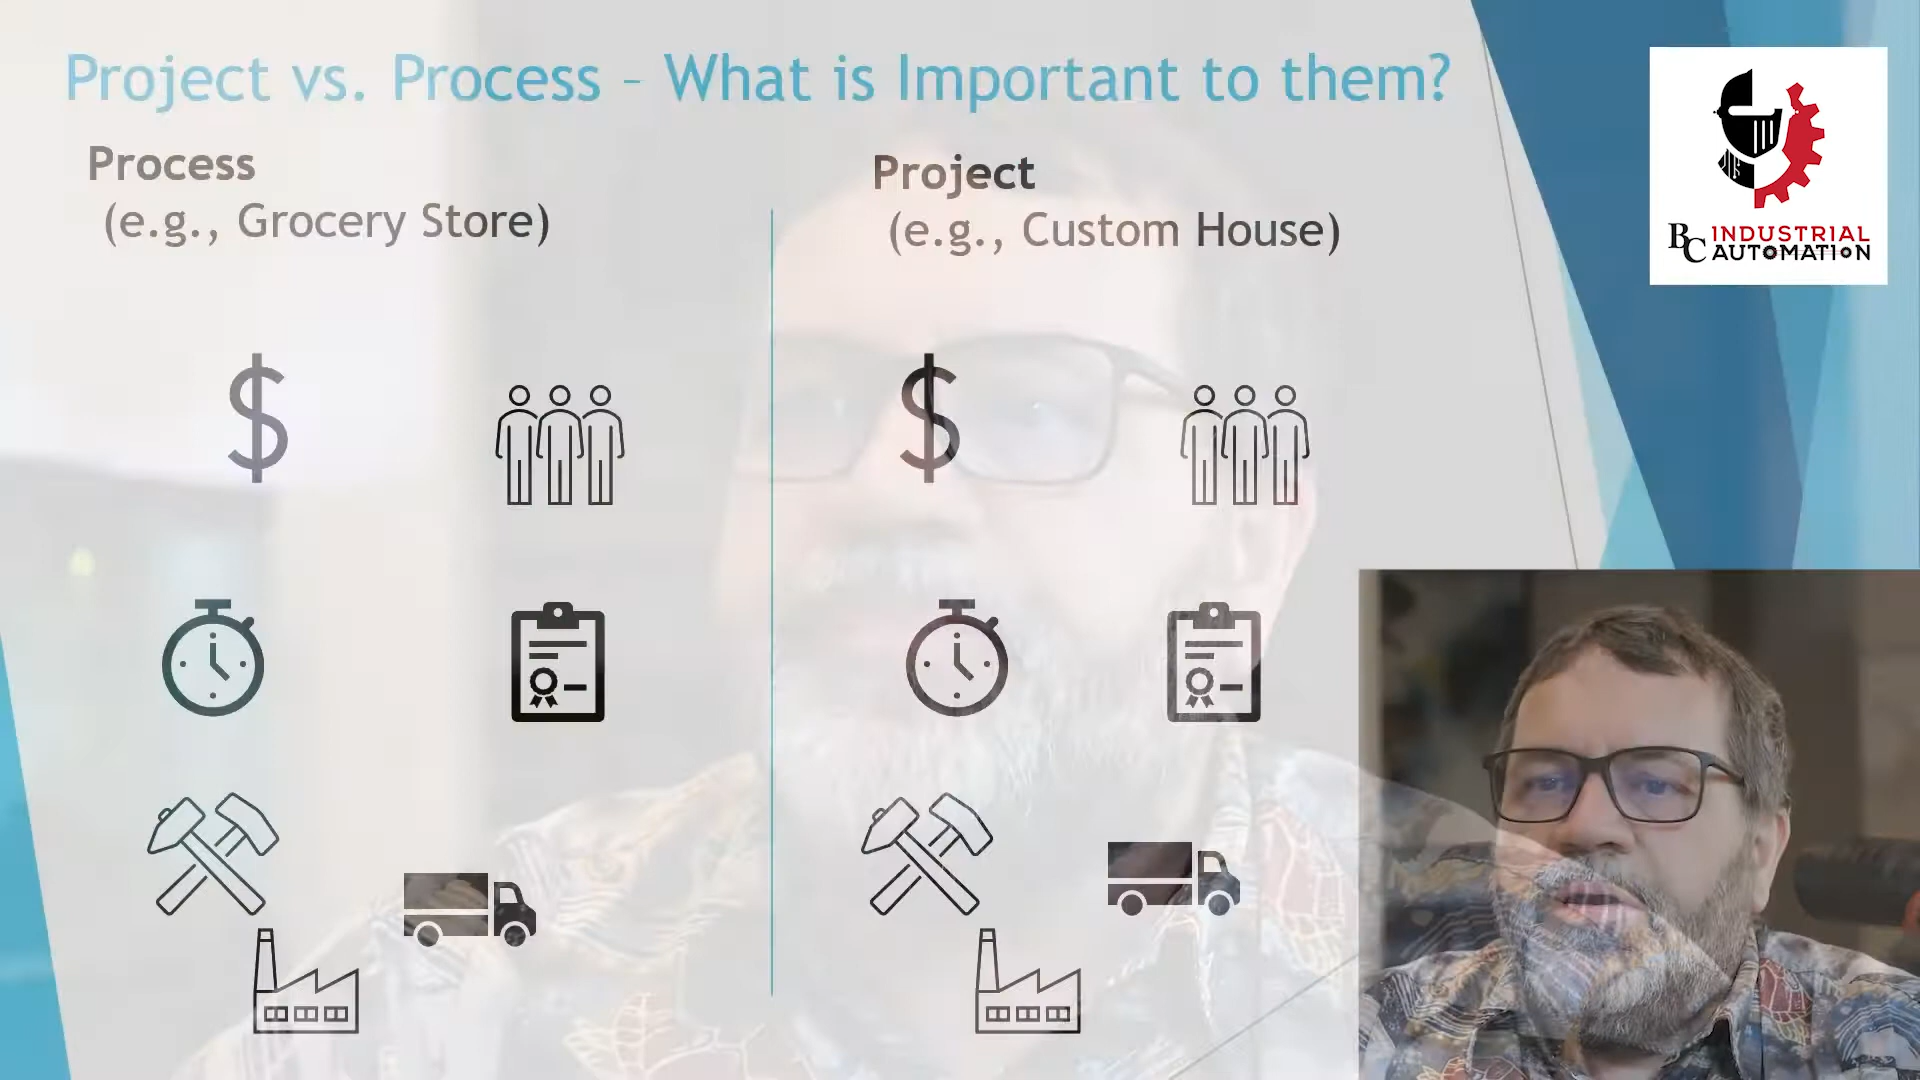 Project vs. Process – What is Important to them?
Process
(e.g., Grocery Store)
Project
(e.g., Custom House)
BC INDUSTRIAL
AUTOMATION